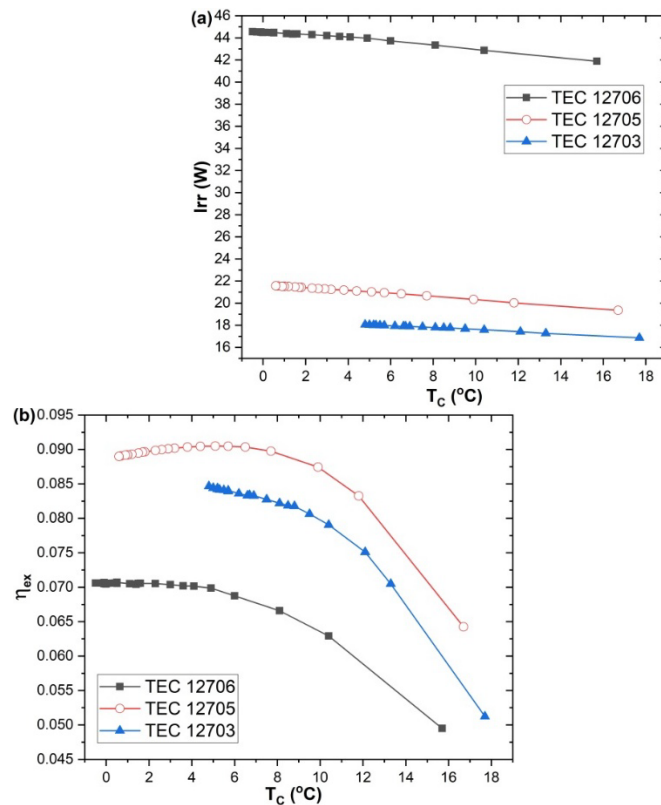 (a)
46
44
42
40
38
36
34
32
30
28
26
24
22
20
18
16
Irr (W)
TEC 12706
TEC 12705
TEC 12703
0 2 4 6 8 10 12 14 16 18
T_C (°C)
(b)
0.095
0.090
0.085
0.080
0.075
0.070
0.065
0.060
0.055
0.050
0.045
η_ex
TEC 12706
TEC 12705
TEC 12703
0 2 4 6 8 10 12 14 16 18
T_C (°C)